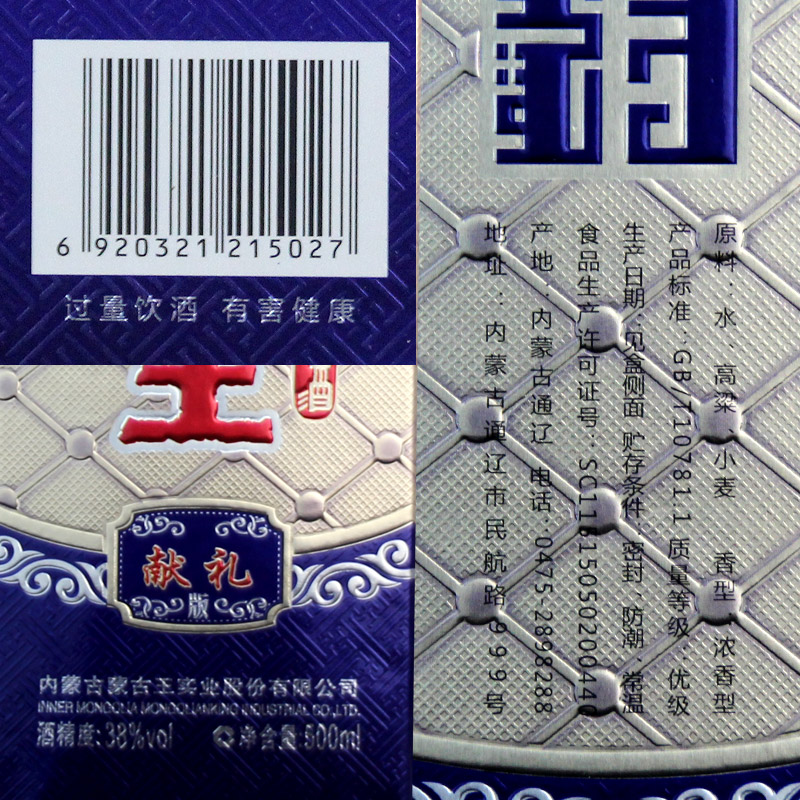 6 920321 215027
过量饮酒 有害健康
王
酒
献礼
版
内蒙古蒙古王实业股份有限公司
INNER MONGOLIA MONGOLIANKING INDUSTRIAL CO.,LTD.
酒精度:38%vol 净含量:500ml
原料：水、高粱、小麦 香型：浓香型
产品标准：GB/T10781.1 质量等级：优级
生产日期：见盒侧面 贮存条件：密封、防潮、常温
食品生产许可证号：SC11515050200440
产地：内蒙古通辽 电话：0475-2898288
地址：内蒙古通辽市民航路999号